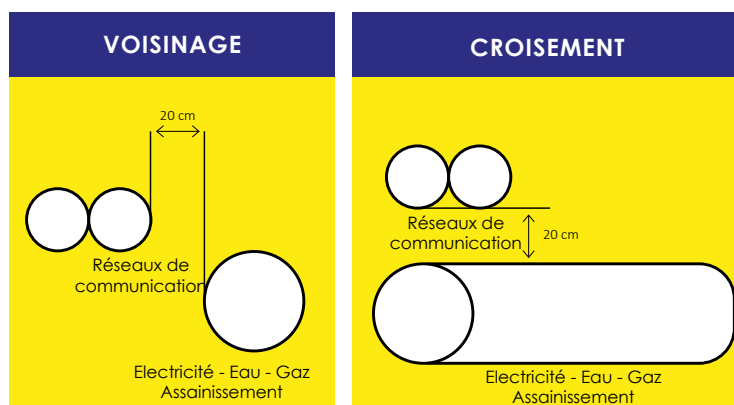 VOISINAGE
20 cm
Réseaux de
communication
Electricité - Eau - Gaz
Assainissement
CROISEMENT
Réseaux de
communication
20 cm
Electricité - Eau - Gaz
Assainissement